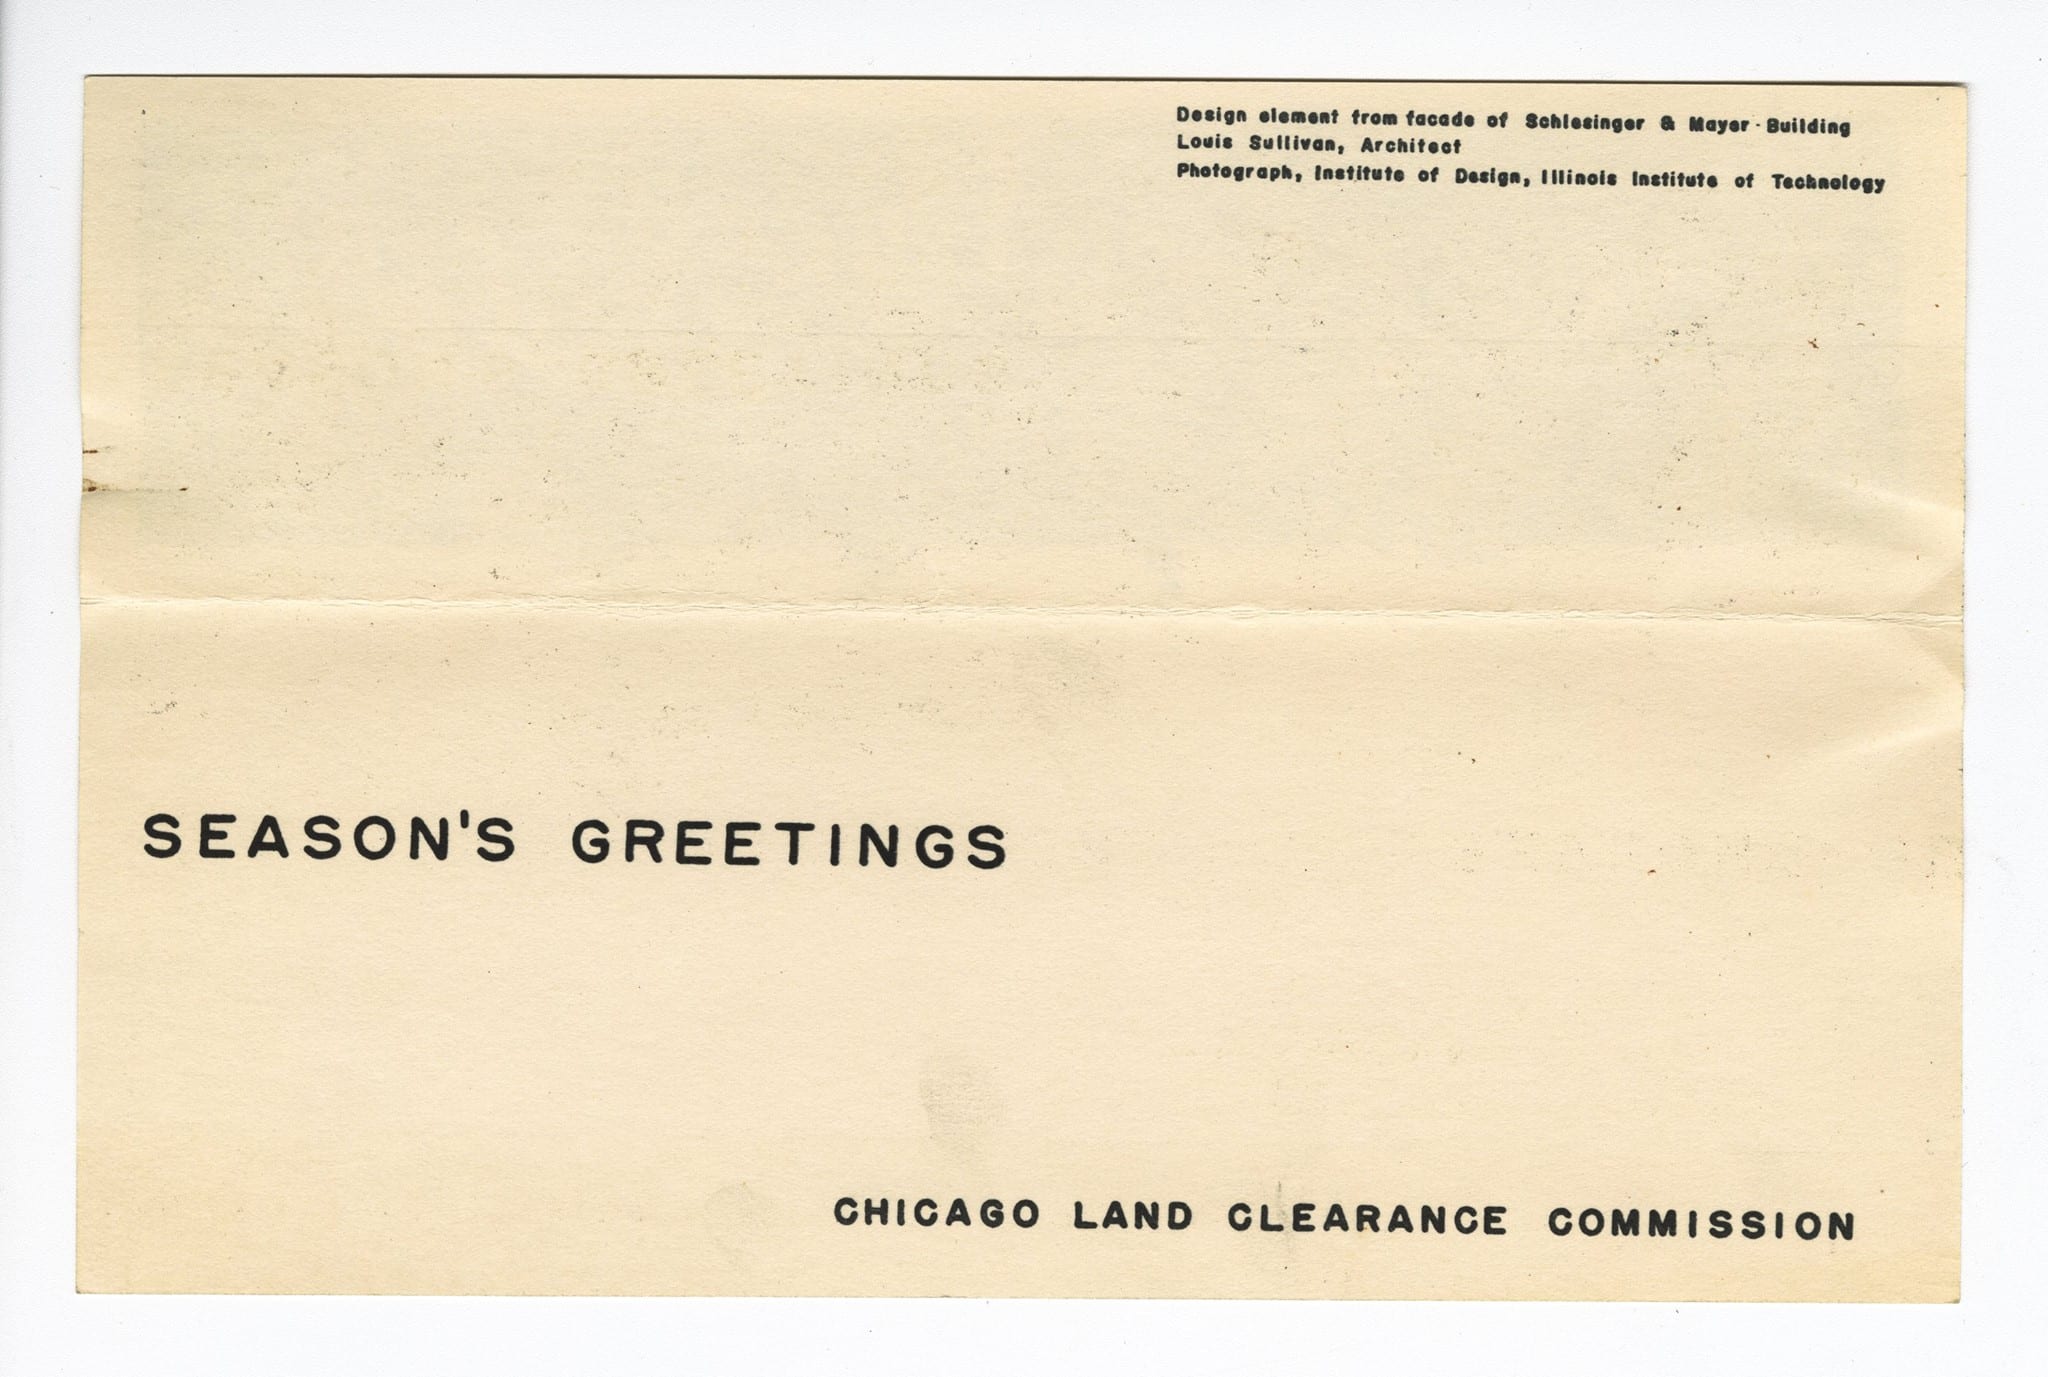 Design element from facade of Schlesinger & Mayer - Building
Louis Sullivan, Architect
Photograph, Institute of Design, Illinois Institute of Technology
SEASON'S GREETINGS
CHICAGO LAND CLEARANCE COMMISSION